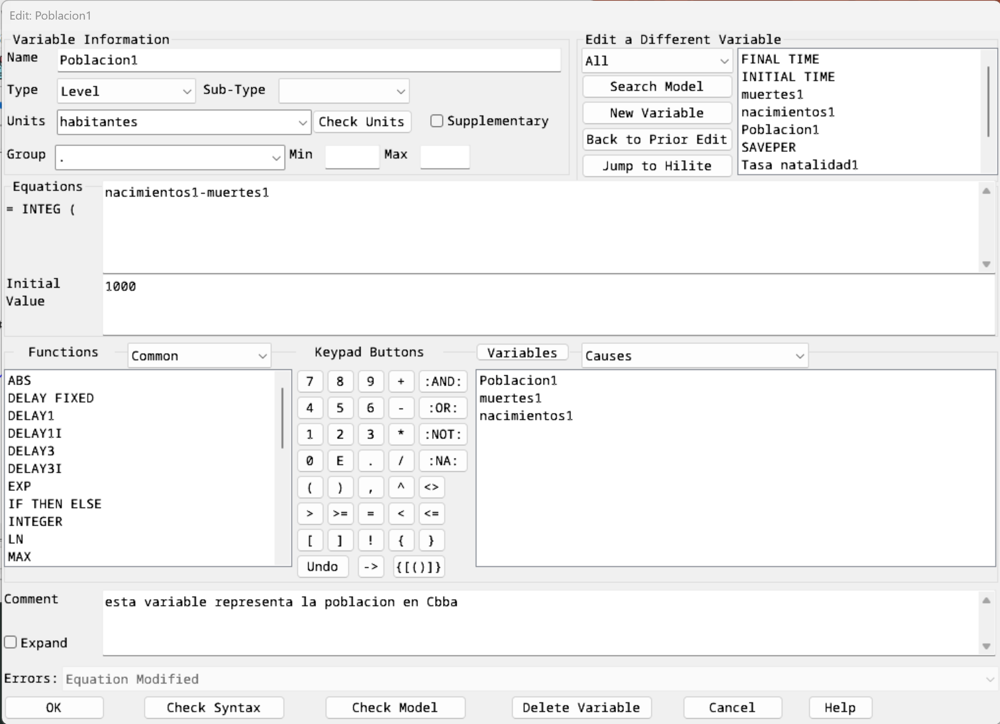 Edit: Poblacion1
Variable Information
Name Poblacion1
Type Level Sub-Type
Units habitantes Check Units Supplementary
Group . Min Max
Edit a Different Variable
All
Search Model
New Variable
Back to Prior Edit
Jump to Hilite
FINAL TIME
INITIAL TIME
muertes1
nacimientos1
Poblacion1
SAVEPER
Tasa natalidad1
Equations
= INTEG (
nacimientos1-muertes1
Initial
Value
1000
Functions Common
ABS
DELAY FIXED
DELAY1
DELAY1I
DELAY3
DELAY3I
EXP
IF THEN ELSE
INTEGER
LN
MAX
Keypad Buttons
7 8 9 + :AND:
4 5 6 - :OR:
1 2 3 * :NOT:
0 E . / :NA:
( ) , ^ <>
> >= = < <=
[ ] ! { }
Undo -> {[()]}
Variables Causes
Poblacion1
muertes1
nacimientos1
Comment
esta variable representa la poblacion en Cbba
Expand
Errors: Equation Modified
OK Check Syntax Check Model Delete Variable Cancel Help